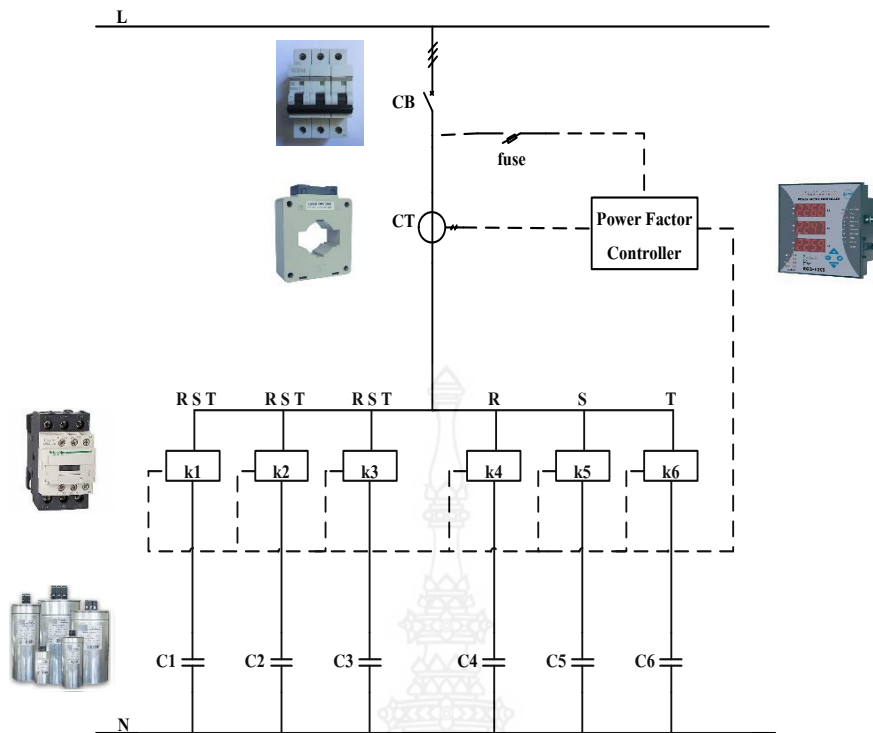 L
CB
fuse
CT
Power Factor
Controller
R S T
R S T
R S T
R
S
T
k1
k2
k3
k4
k5
k6
C1
C2
C3
C4
C5
C6
N